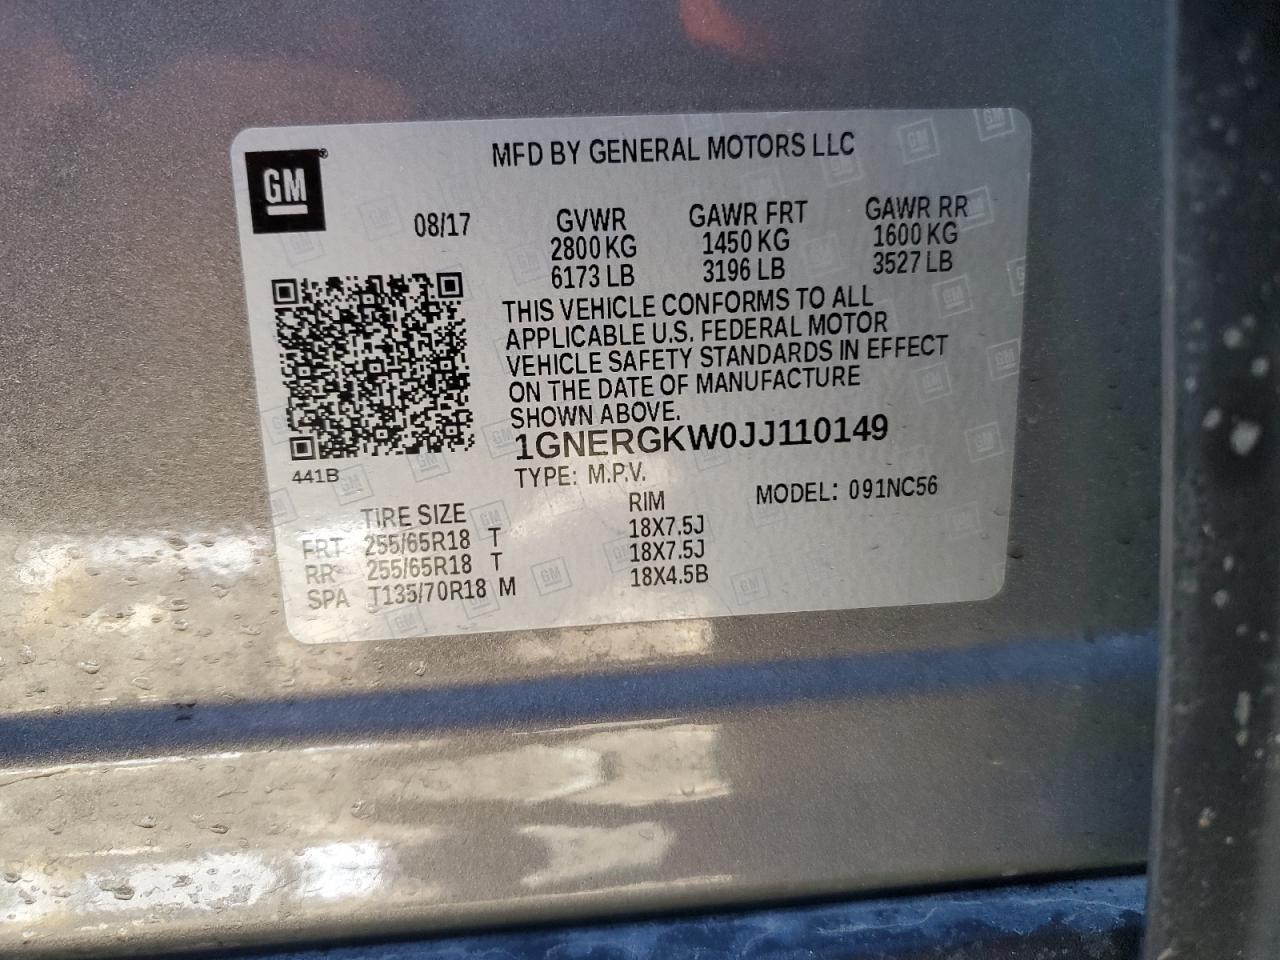 MFD BY GENERAL MOTORS LLC
GM®
08/17
GVWR GAWR FRT GAWR RR
2800 KG 1450 KG 1600 KG
6173 LB 3196 LB 3527 LB
THIS VEHICLE CONFORMS TO ALL
APPLICABLE U.S. FEDERAL MOTOR
VEHICLE SAFETY STANDARDS IN EFFECT
ON THE DATE OF MANUFACTURE
SHOWN ABOVE.
1GNERGKW0JJ110149
441B
TYPE: M.P.V. MODEL: 091NC56
TIRE SIZE RIM
FRT 255/65R18 T 18X7.5J
RR 255/65R18 T 18X7.5J
SPA T135/70R18 M 18X4.5B